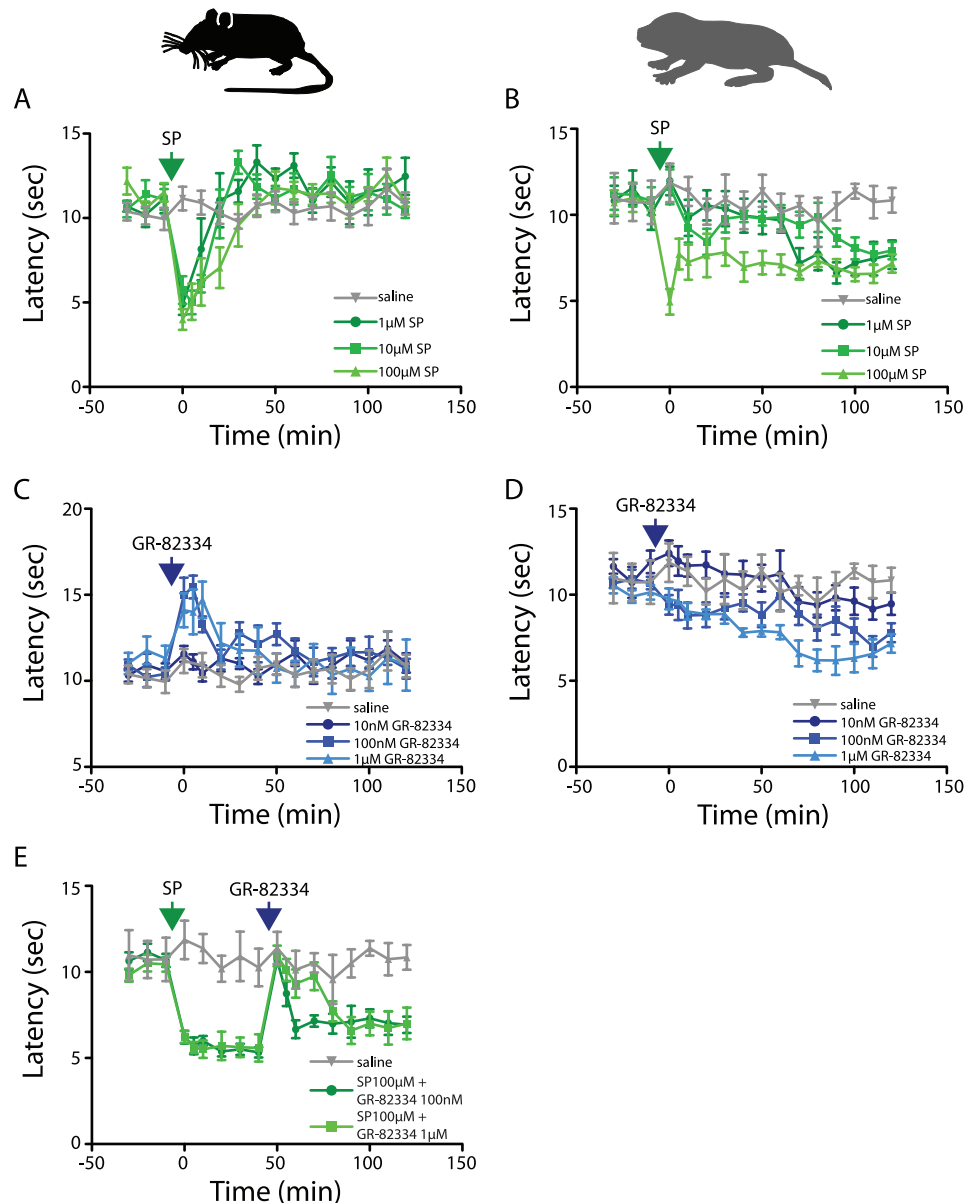 A
SP
15
10
5
0
Latency (sec)
-50
0
50
100
150
Time (min)
saline
1µM SP
10µM SP
100µM SP
B
SP
15
10
5
0
Latency (sec)
-50
0
50
100
150
Time (min)
saline
1µM SP
10µM SP
100µM SP
C
GR-82334
20
15
10
5
Latency (sec)
-50
0
50
100
150
Time (min)
saline
10nM GR-82334
100nM GR-82334
1µM GR-82334
D
GR-82334
15
10
5
0
Latency (sec)
-50
0
50
100
150
Time (min)
saline
10nM GR-82334
100nM GR-82334
1µM GR-82334
E
SP
GR-82334
15
10
5
0
Latency (sec)
-50
0
50
100
150
Time (min)
saline
SP100µM +
GR-82334 100nM
SP100µM +
GR-82334 1µM